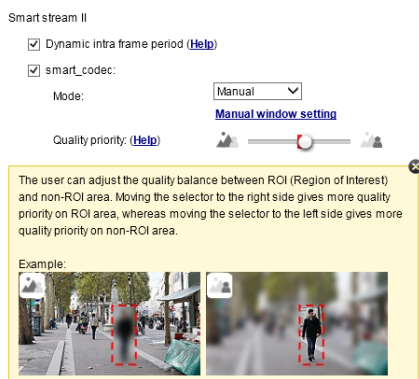 Smart stream II
Dynamic intra frame period (Help)
smart_codec:
Mode:
Manual
Manual window setting
Quality priority: (Help)
The user can adjust the quality balance between ROI (Region of Interest)
and non-ROI area. Moving the selector to the right side gives more quality
priority on ROI area, whereas moving the selector to the left side gives more
quality priority on non-ROI area.
Example: